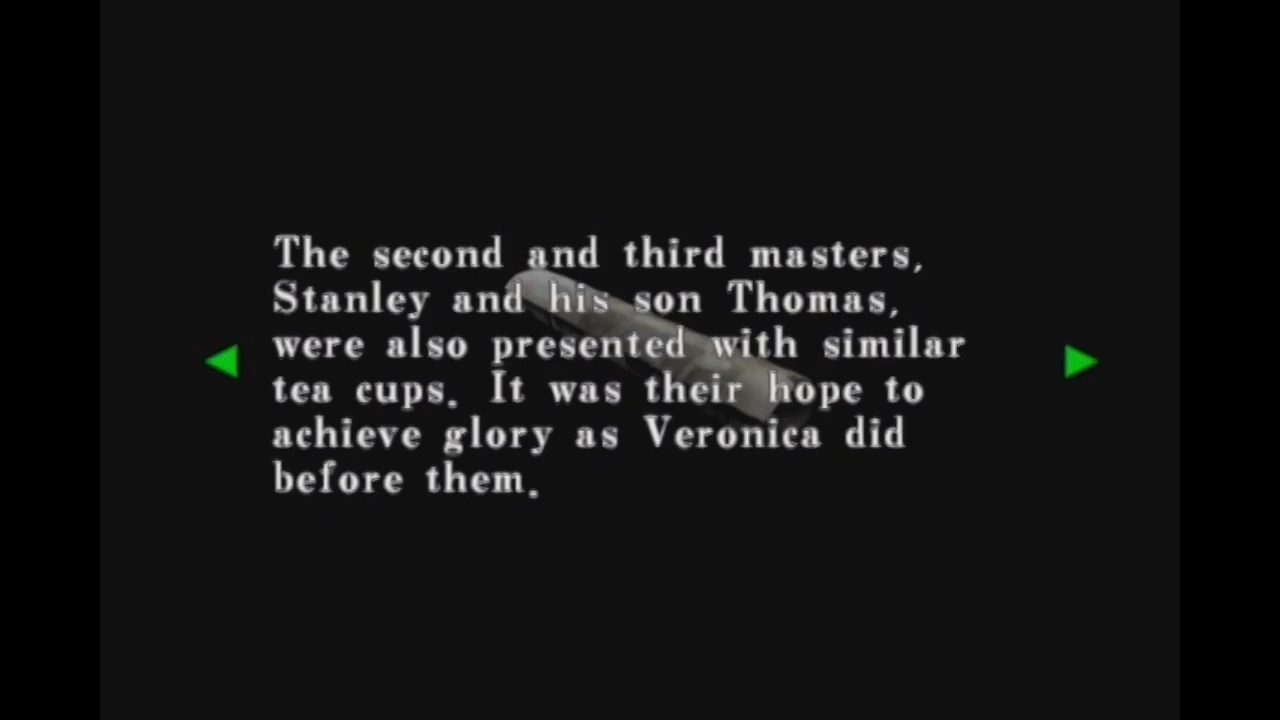 The second and third masters,
Stanley and his son Thomas,
were also presented with similar
tea cups. It was their hope to
achieve glory as Veronica did
before them.